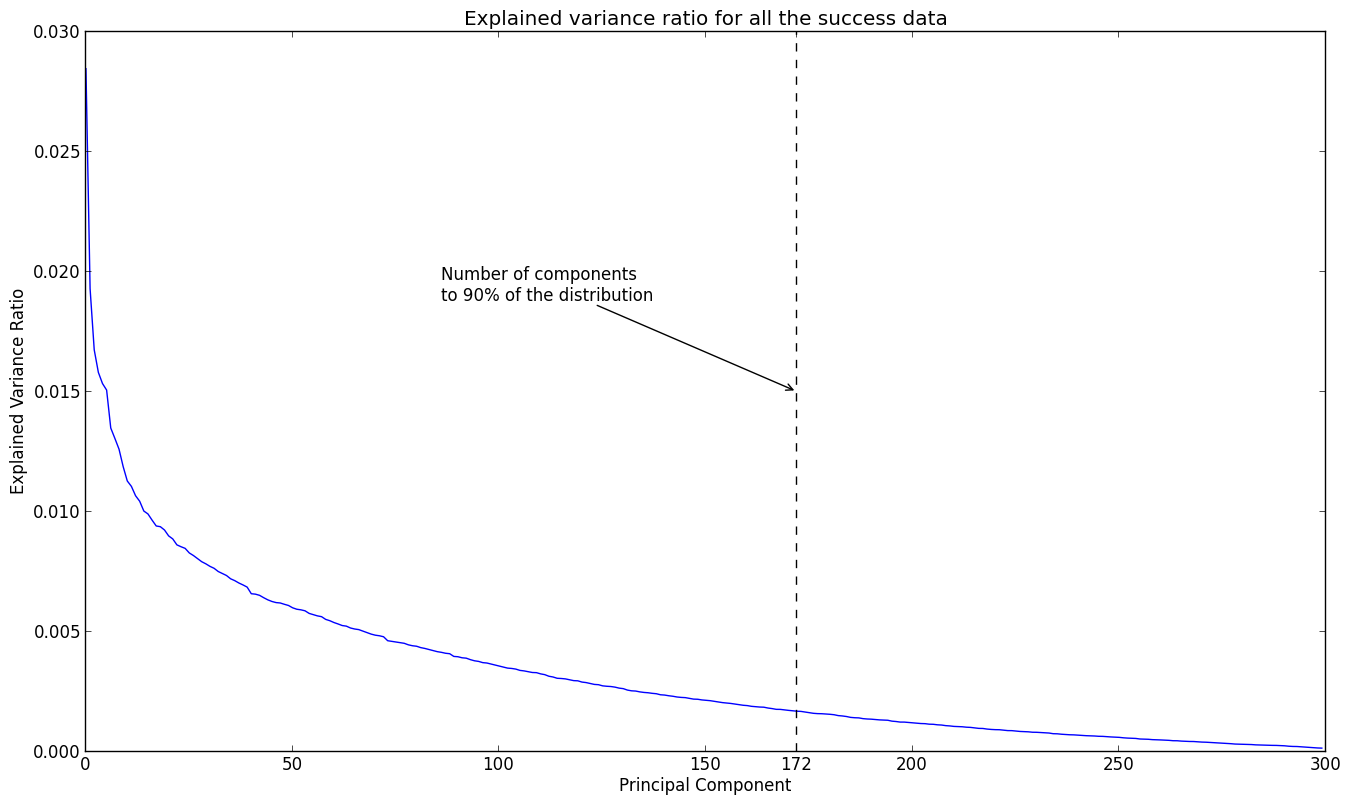 Explained variance ratio for all the success data
0.030
0.025
0.020
0.015
0.010
0.005
0.000
Explained Variance Ratio
Number of components
to 90% of the distribution
0 50 100 150 172 200 250 300
Principal Component